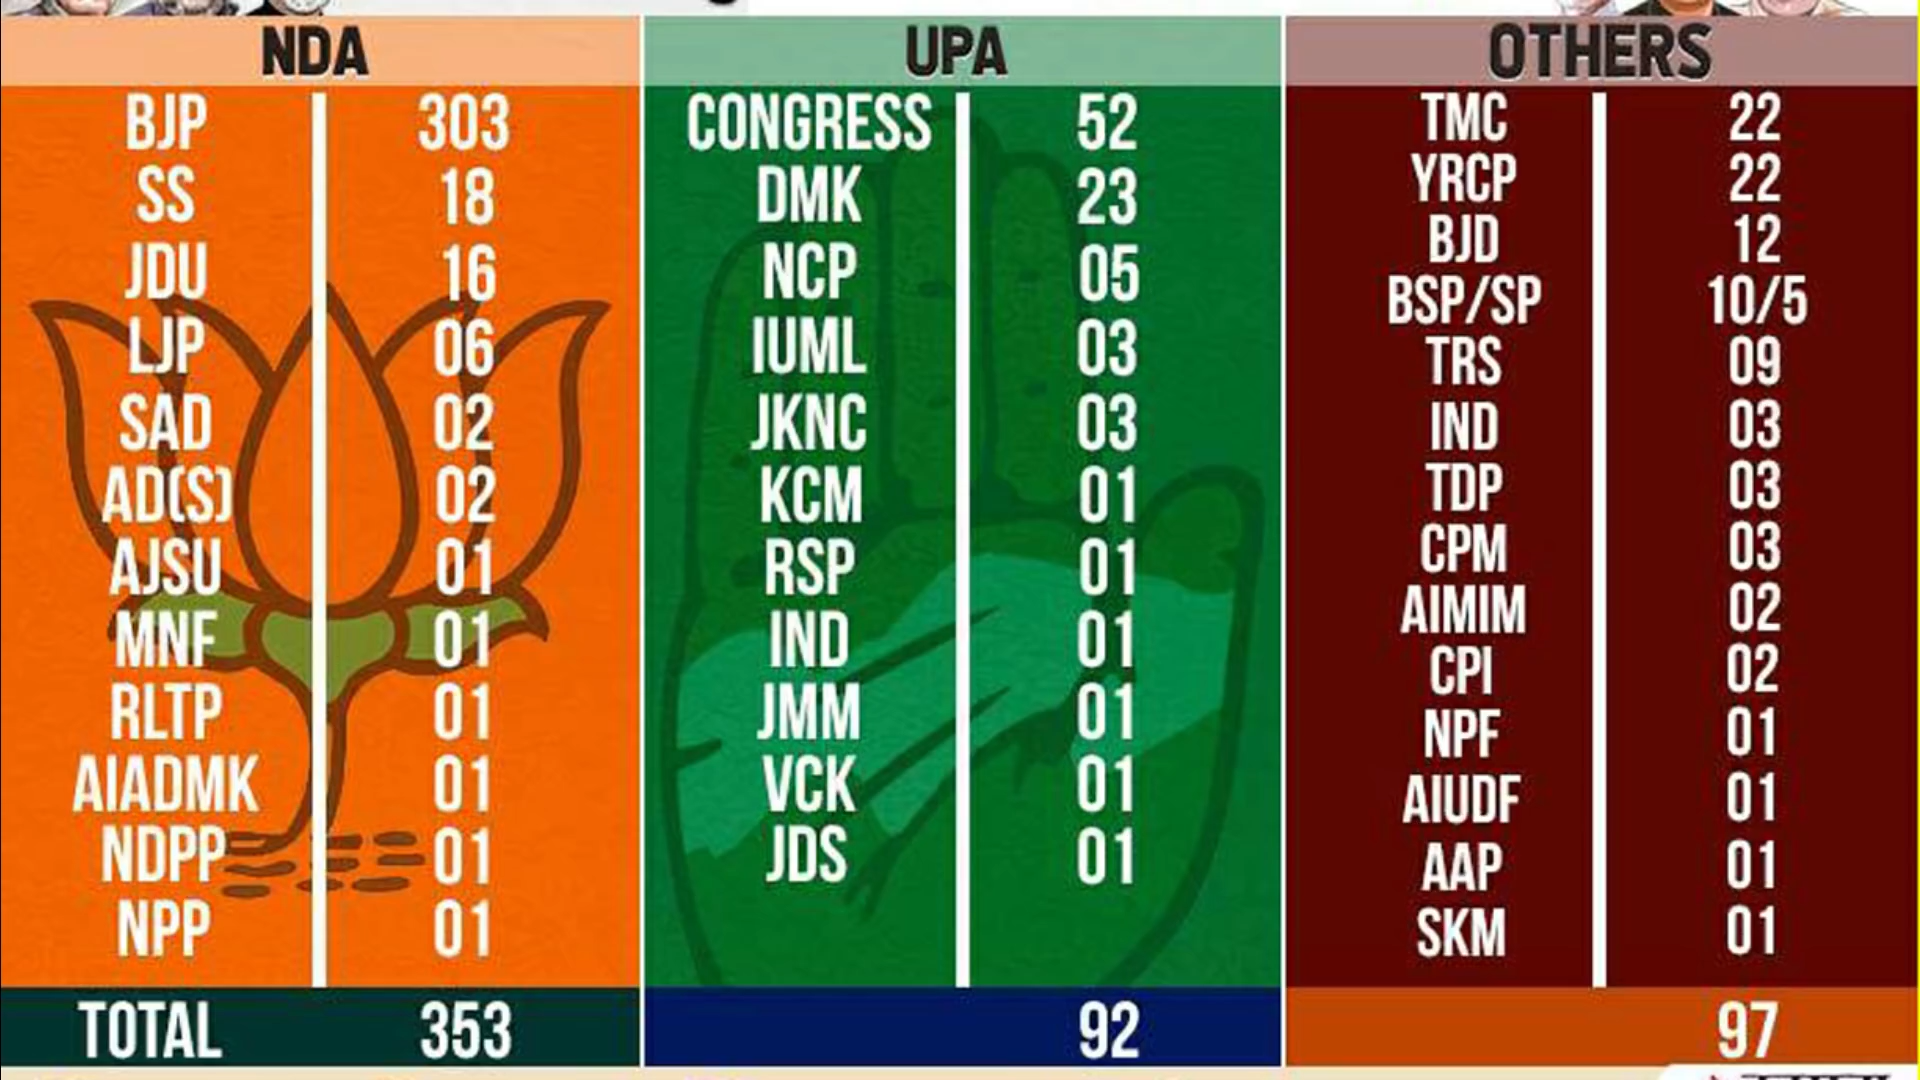 NDA
BJP 303
SS 18
JDU 16
LJP 06
SAD 02
AD(S) 02
AJSU 01
MNF 01
RLTP 01
AIADMK 01
NDPP 01
NPP 01
TOTAL 353
UPA
CONGRESS 52
DMK 23
NCP 05
IUML 03
JKNC 03
KCM 01
RSP 01
IND 01
JMM 01
VCK 01
JDS 01
92
OTHERS
TMC 22
YRCP 22
BJD 12
BSP/SP 10/5
TRS 09
IND 03
TDP 03
CPM 03
AIMIM 02
CPI 02
NPF 01
AIUDF 01
AAP 01
SKM 01
97